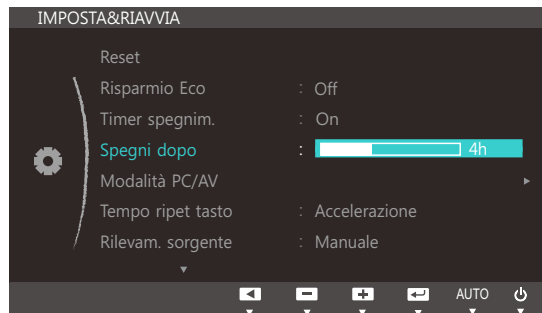 IMPOSTA&RIAVVIA
Reset
Risparmio Eco : Off
Timer spegnim. : On
Spegni dopo : 4h
Modalità PC/AV
Tempo ripet tasto : Accelerazione
Rilevam. sorgente : Manuale
AUTO